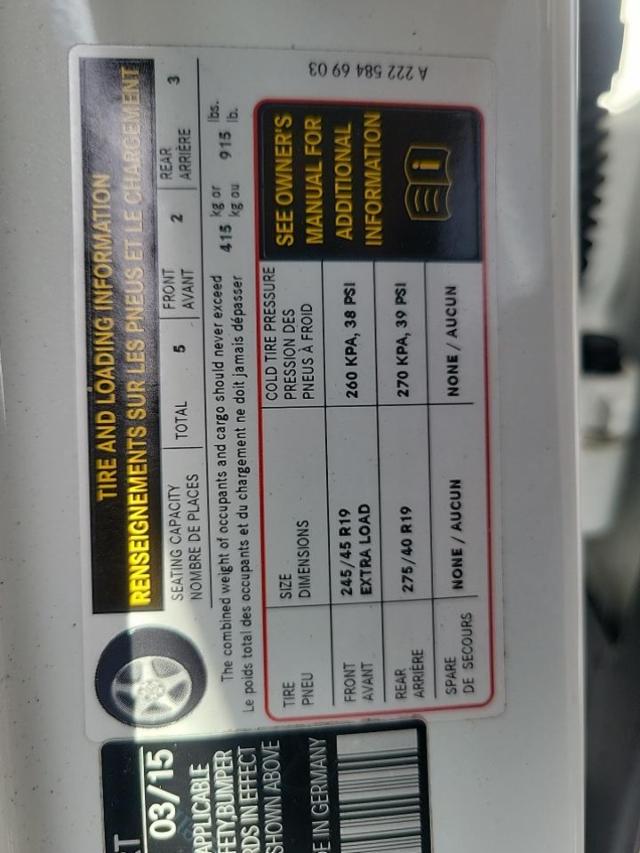 TIRE AND LOADING INFORMATION
RENSEIGNEMENTS SUR LES PNEUS ET LE CHARGEMENT
SEATING CAPACITY TOTAL 5 FRONT 2 REAR 3
NOMBRE DE PLACES AVANT ARRIÈRE
The combined weight of occupants and cargo should never exceed 415 kg or 915 lbs.
Le poids total des occupants et du chargement ne doit jamais dépasser kg ou lb.
TIRE SIZE COLD TIRE PRESSURE
PNEU DIMENSIONS PRESSION DES
PNEUS À FROID
FRONT 245/45 R19 260 KPA, 38 PSI
AVANT EXTRA LOAD
REAR 275/40 R19 270 KPA, 39 PSI
ARRIÈRE
SPARE NONE / AUCUN NONE / AUCUN
DE SECOURS
SEE OWNER'S
MANUAL FOR
ADDITIONAL
INFORMATION
A 222 584 69 03
03/15
APPLICABLE
BUMPER
IN EFFECT
SHOWN ABOVE
IN GERMANY